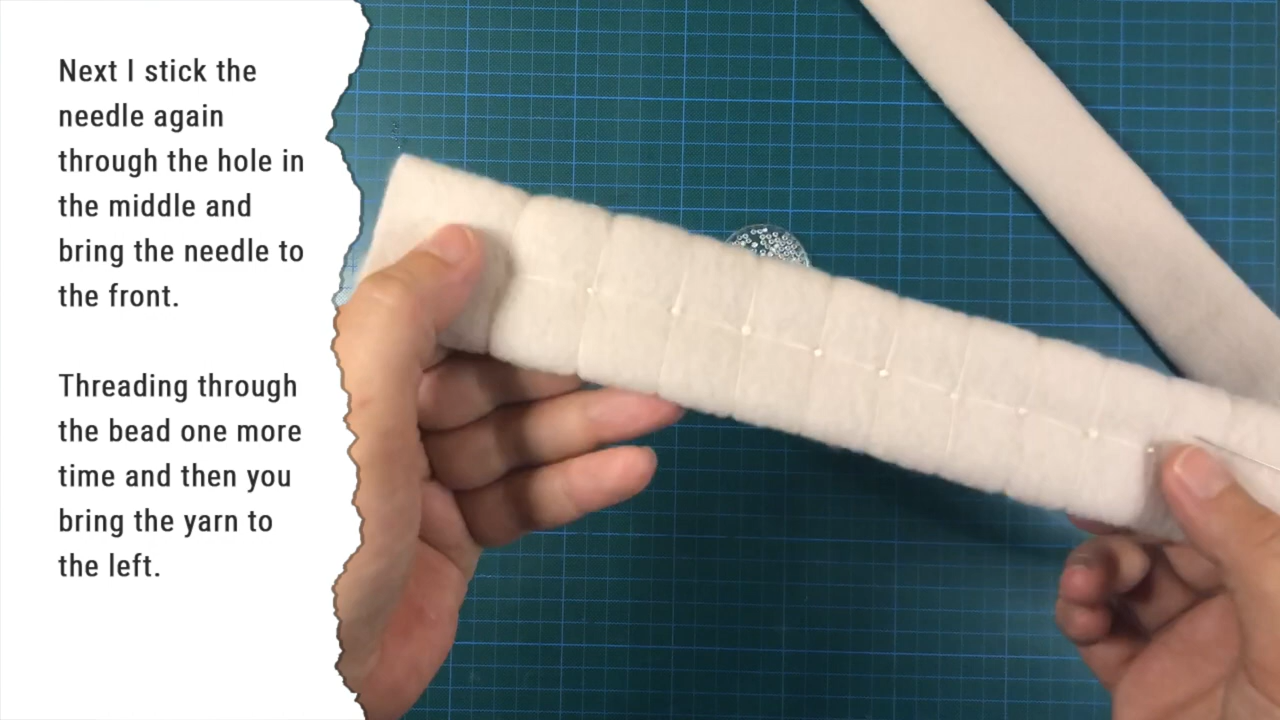 Next I stick the
needle again
through the hole in
the middle and
bring the needle to
the front.
Threading through
the bead one more
time and then you
bring the yarn to
the left.